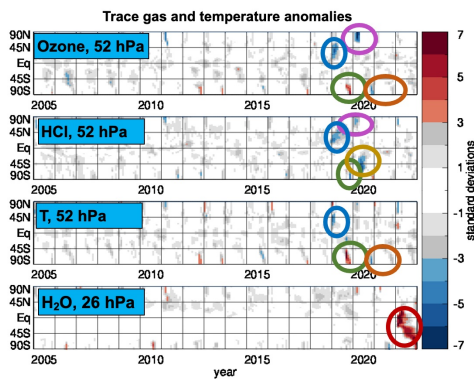 Trace gas and temperature anomalies
90N
45N
Eq
45S
90S
Ozone, 52 hPa
2005 2010 2015 2020
90N
45N
Eq
45S
90S
HCl, 52 hPa
2005 2010 2015 2020
90N
45N
Eq
45S
90S
T, 52 hPa
2005 2010 2015 2020
90N
45N
Eq
45S
90S
H₂O, 26 hPa
2005 2010 2015 2020
year
7
5
3
1
-1
-3
-5
-7
standard deviations